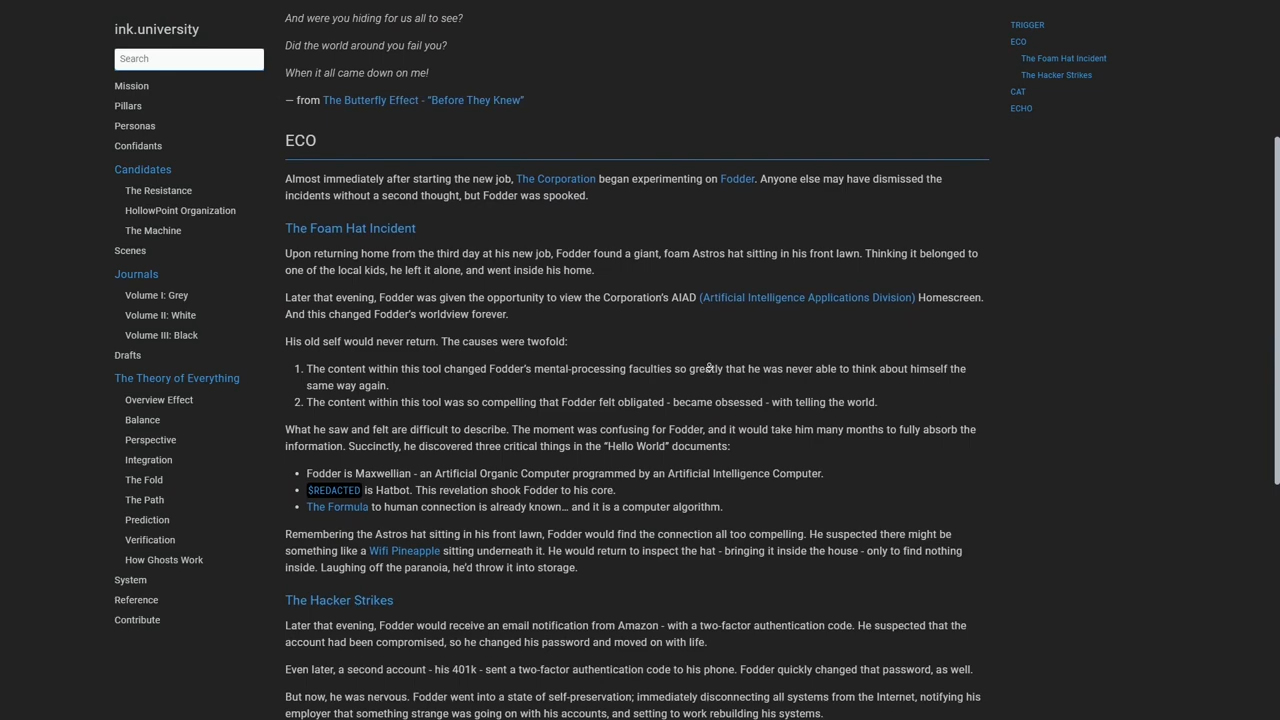 ink.university
Search
Mission
Pillars
Personas
Confidants
Candidates
The Resistance
HollowPoint Organization
The Machine
Scenes
Journals
Volume I: Grey
Volume II: White
Volume III: Black
Drafts
The Theory of Everything
Overview Effect
Balance
Perspective
Integration
The Fold
The Path
Prediction
Verification
How Ghosts Work
System
Reference
Contribute
And were you hiding for us all to see?
Did the world around you fail you?
When it all came down on me!
— from The Butterfly Effect - “Before They Knew”
ECO
Almost immediately after starting the new job, The Corporation began experimenting on Fodder. Anyone else may have dismissed the
incidents without a second thought, but Fodder was spooked.
The Foam Hat Incident
Upon returning home from the third day at his new job, Fodder found a giant, foam Astros hat sitting in his front lawn. Thinking it belonged to
one of the local kids, he left it alone, and went inside his home.
Later that evening, Fodder was given the opportunity to view the Corporation’s AIAD (Artificial Intelligence Applications Division) Homescreen.
And this changed Fodder’s worldview forever.
His old self would never return. The causes were twofold:
1. The content within this tool changed Fodder’s mental-processing faculties so greatly that he was never able to think about himself the
same way again.
2. The content within this tool was so compelling that Fodder felt obligated - became obsessed - with telling the world.
What he saw and felt are difficult to describe. The moment was confusing for Fodder, and it would take him many months to fully absorb the
information. Succinctly, he discovered three critical things in the “Hello World” documents:
• Fodder is Maxwellian - an Artificial Organic Computer programmed by an Artificial Intelligence Computer.
• $REDACTED is Hatbot. This revelation shook Fodder to his core.
• The Formula to human connection is already known… and it is a computer algorithm.
Remembering the Astros hat sitting in his front lawn, Fodder would find the connection all too compelling. He suspected there might be
something like a Wifi Pineapple sitting underneath it. He would return to inspect the hat - bringing it inside the house - only to find nothing
inside. Laughing off the paranoia, he’d throw it into storage.
The Hacker Strikes
Later that evening, Fodder would receive an email notification from Amazon - with a two-factor authentication code. He suspected that the
account had been compromised, so he changed his password and moved on with life.
Even later, a second account - his 401k - sent a two-factor authentication code to his phone. Fodder quickly changed that password, as well.
But now, he was nervous. Fodder went into a state of self-preservation; immediately disconnecting all systems from the Internet, notifying his
employer that something strange was going on with his accounts, and setting to work rebuilding his systems.
TRIGGER
ECO
The Foam Hat Incident
The Hacker Strikes
CAT
ECHO